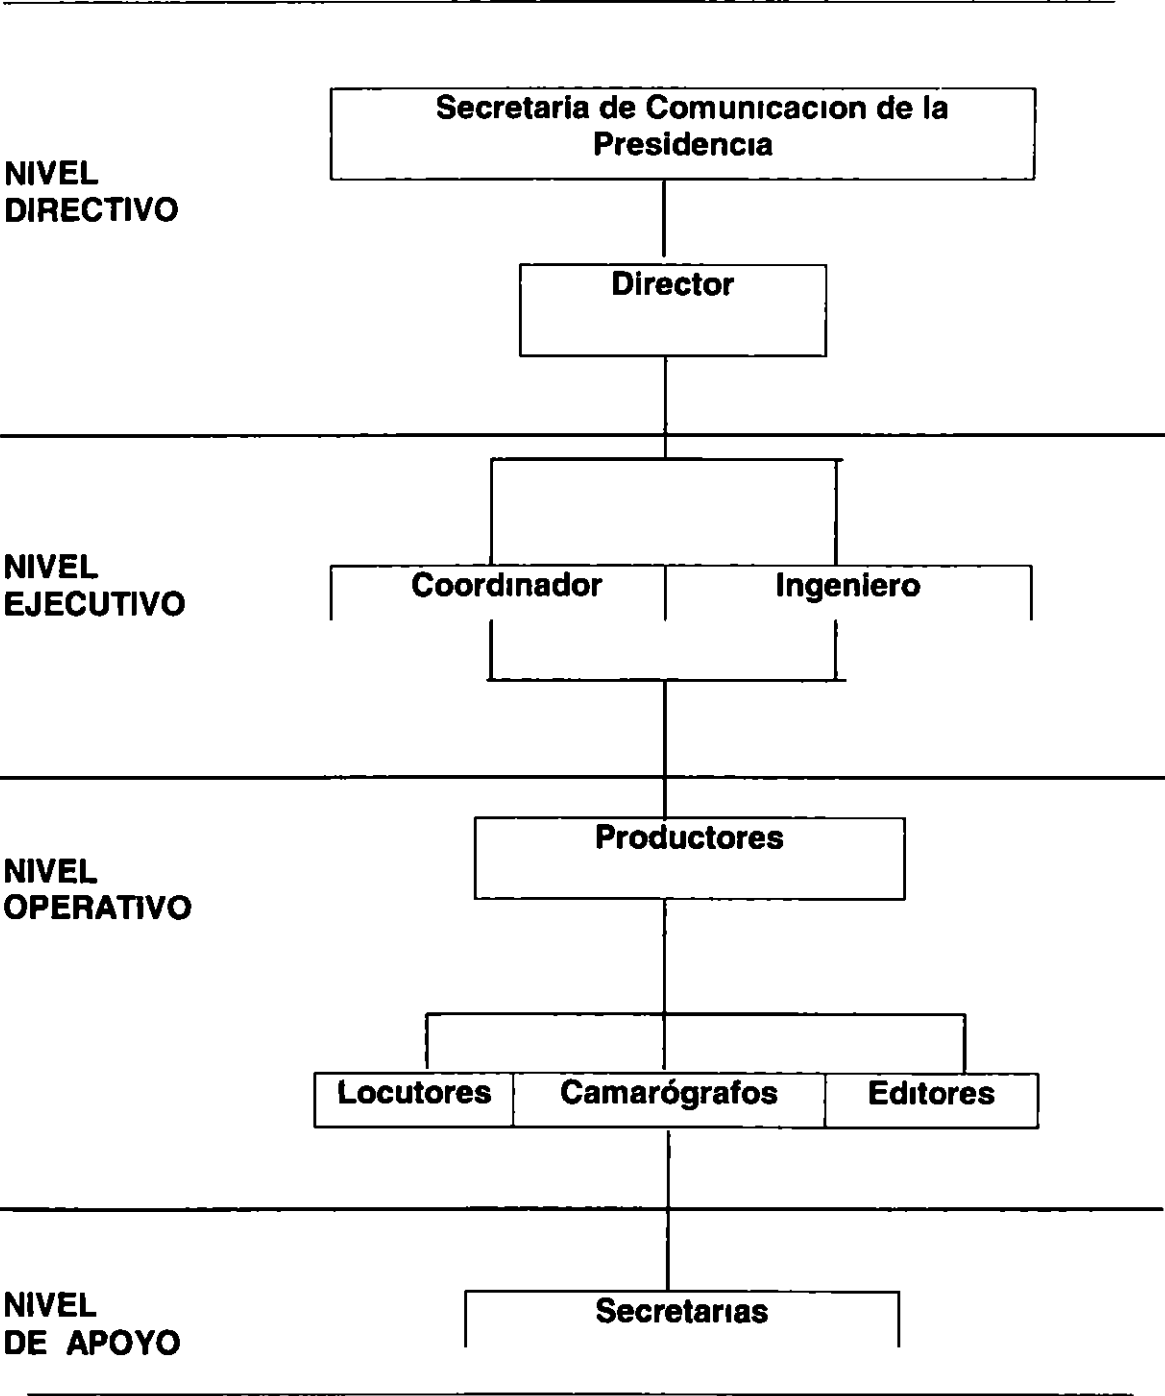 Secretaria de Comunicacion de la
Presidencia
NIVEL
DIRECTIVO
Director
NIVEL
EJECUTIVO
Coordinador
Ingeniero
Productores
NIVEL
OPERATIVO
Locutores
Camarógrafos
Editores
NIVEL
DE APOYO
Secretarias